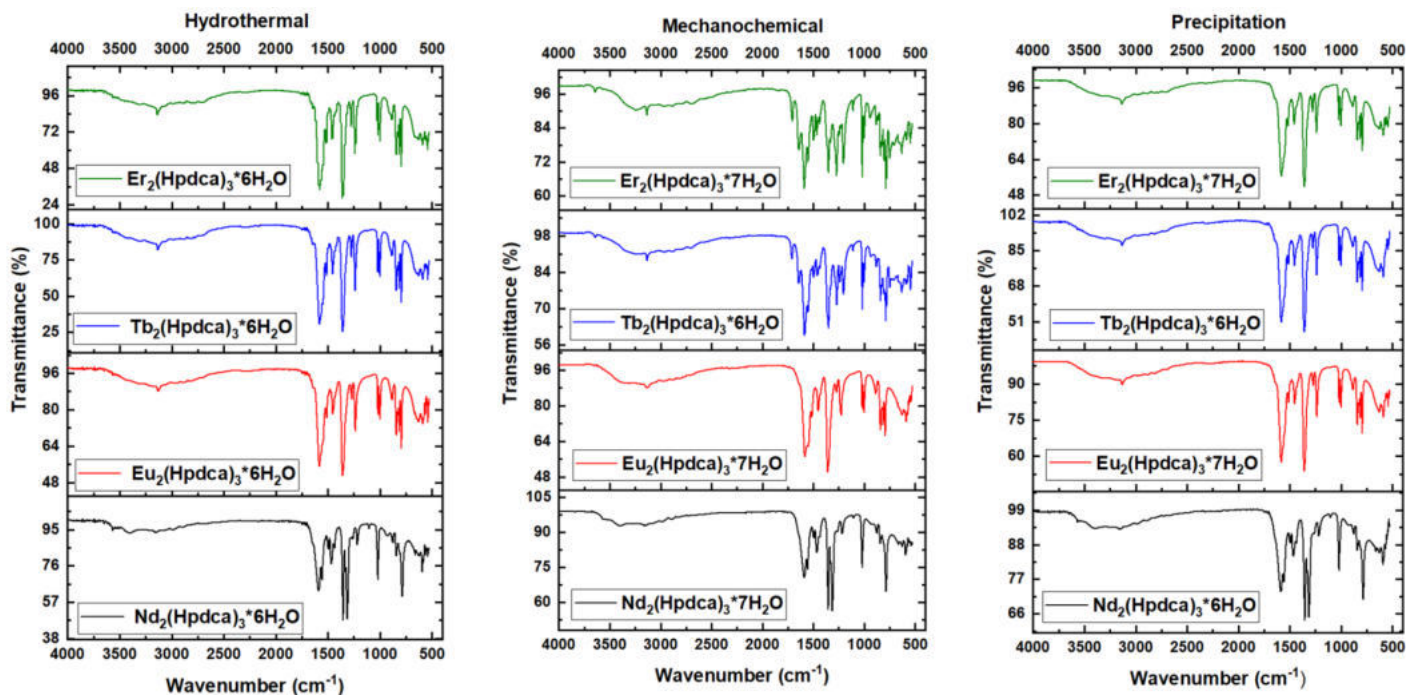 Hydrothermal
4000 3500 3000 2500 2000 1500 1000 500
Transmittance (%)
96
72
48
24
Er₂(Hpdca)₃*6H₂O
100
75
50
25
Tb₂(Hpdca)₃*6H₂O
96
80
64
48
Eu₂(Hpdca)₃*6H₂O
95
76
57
38
Nd₂(Hpdca)₃*6H₂O
4000 3500 3000 2500 2000 1500 1000 500
Wavenumber (cm⁻¹)
Mechanochemical
4000 3500 3000 2500 2000 1500 1000 500
Transmittance (%)
96
84
72
60
Er₂(Hpdca)₃*7H₂O
98
84
70
56
Tb₂(Hpdca)₃*6H₂O
96
80
64
48
Eu₂(Hpdca)₃*7H₂O
105
90
75
60
Nd₂(Hpdca)₃*7H₂O
4000 3500 3000 2500 2000 1500 1000 500
Wavenumber (cm⁻¹)
Precipitation
4000 3500 3000 2500 2000 1500 1000 500
Transmittance (%)
96
80
64
48
Er₂(Hpdca)₃*7H₂O
102
85
68
51
Tb₂(Hpdca)₃*6H₂O
90
75
60
Eu₂(Hpdca)₃*7H₂O
99
88
77
66
Nd₂(Hpdca)₃*6H₂O
4000 3500 3000 2500 2000 1500 1000 500
Wavenumber (cm⁻¹)